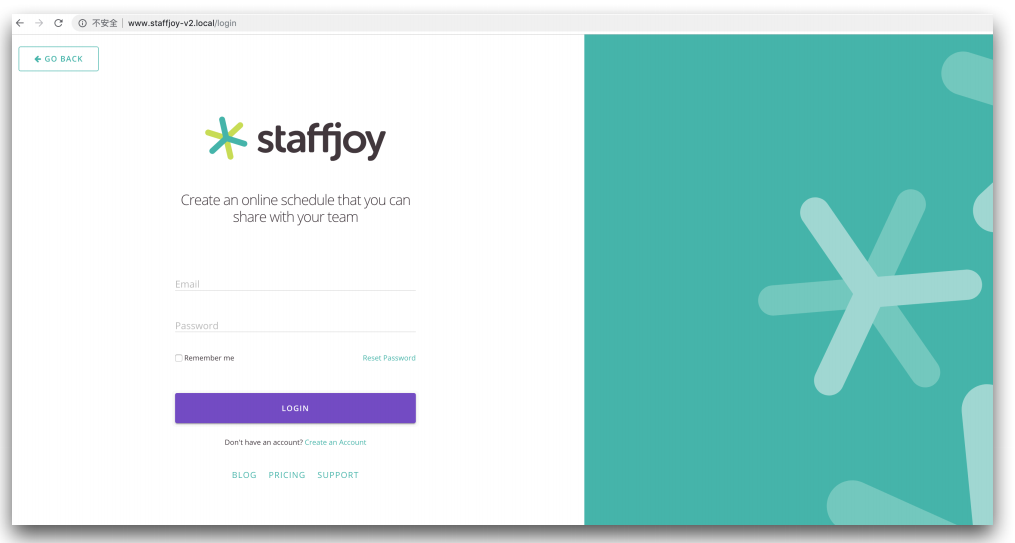 不安全 www.staffjoy-v2.local/login
GO BACK
staffjoy
Create an online schedule that you can
share with your team
Email
Password
Remember me Reset Password
LOGIN
Don't have an account? Create an Account
BLOG PRICING SUPPORT